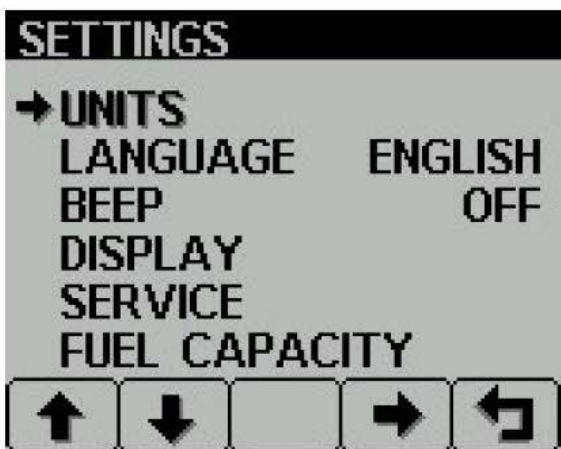 SETTINGS
UNITS
LANGUAGE ENGLISH
BEEP OFF
DISPLAY
SERVICE
FUEL CAPACITY